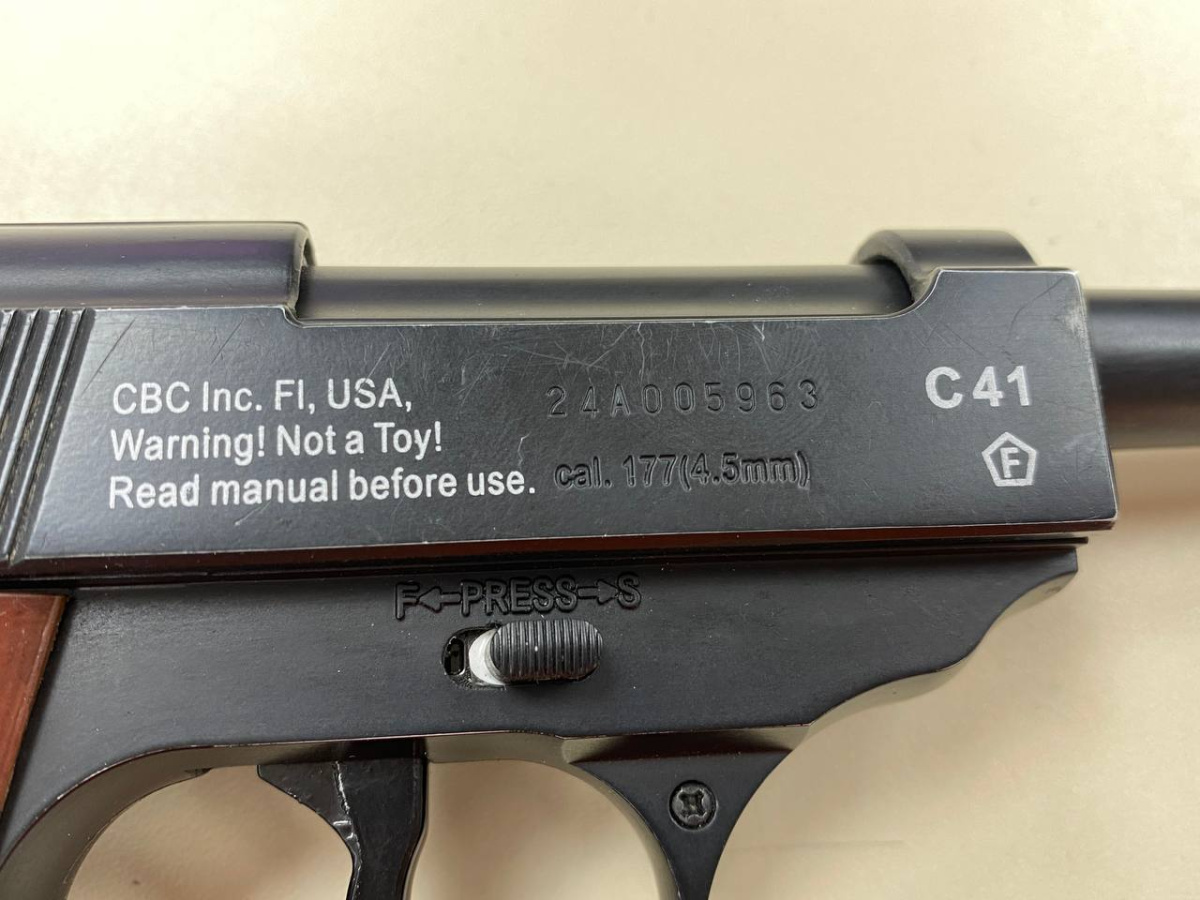 CBC Inc. Fl, USA,
Warning! Not a Toy!
Read manual before use.
24A005963
cal. 177(4.5mm)
C41
F
F←PRESS→S